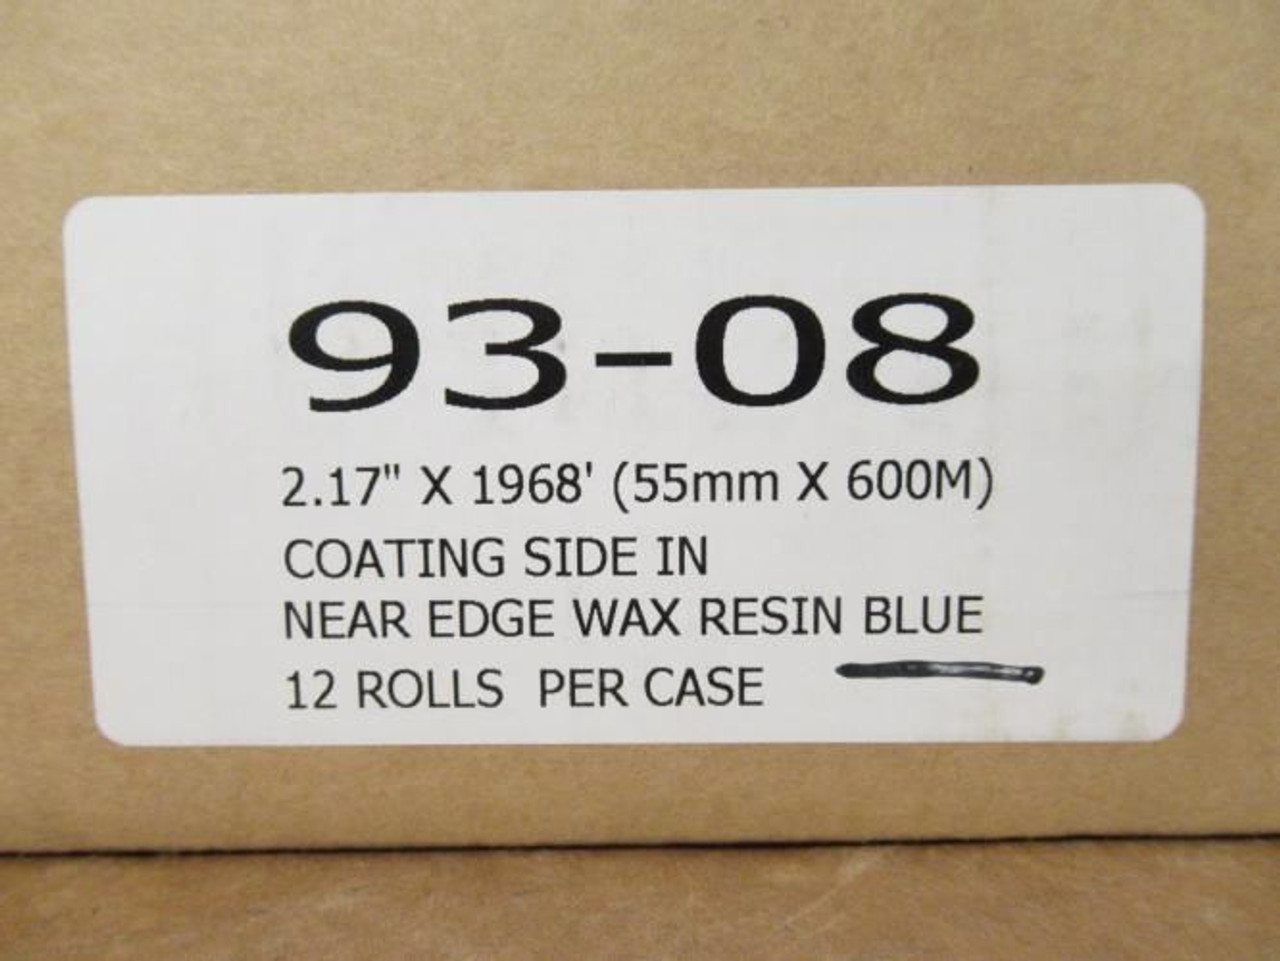 93-08
2.17" X 1968' (55mm X 600M)
COATING SIDE IN
NEAR EDGE WAX RESIN BLUE
12 ROLLS  PER CASE